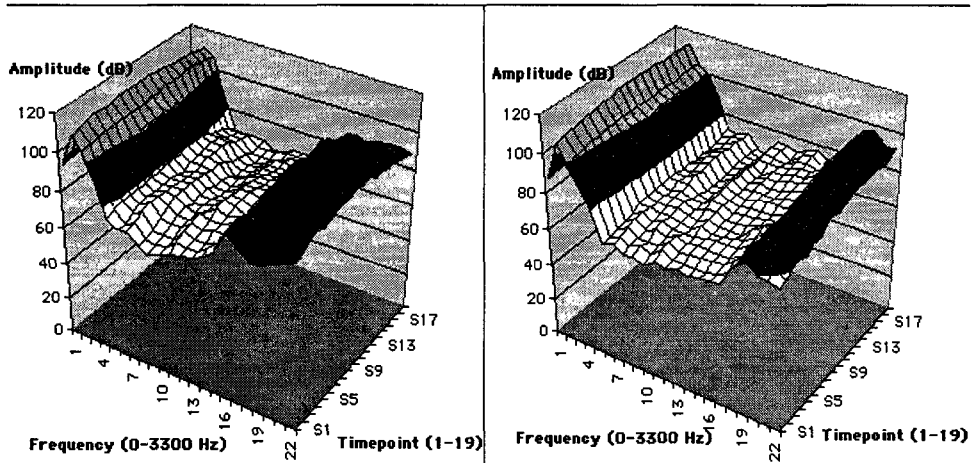 Amplitude (dB)
120
100
80
60
40
20
0
1
4
7
10
13
16
19
22
S1
S5
S9
S13
S17
Frequency (0-3300 Hz)
Timepoint (1-19)
Amplitude (dB)
120
100
80
60
40
20
0
1
4
7
10
13
16
19
22
S1
S5
S9
S13
S17
Frequency (0-3300 Hz)
Timepoint (1-19)